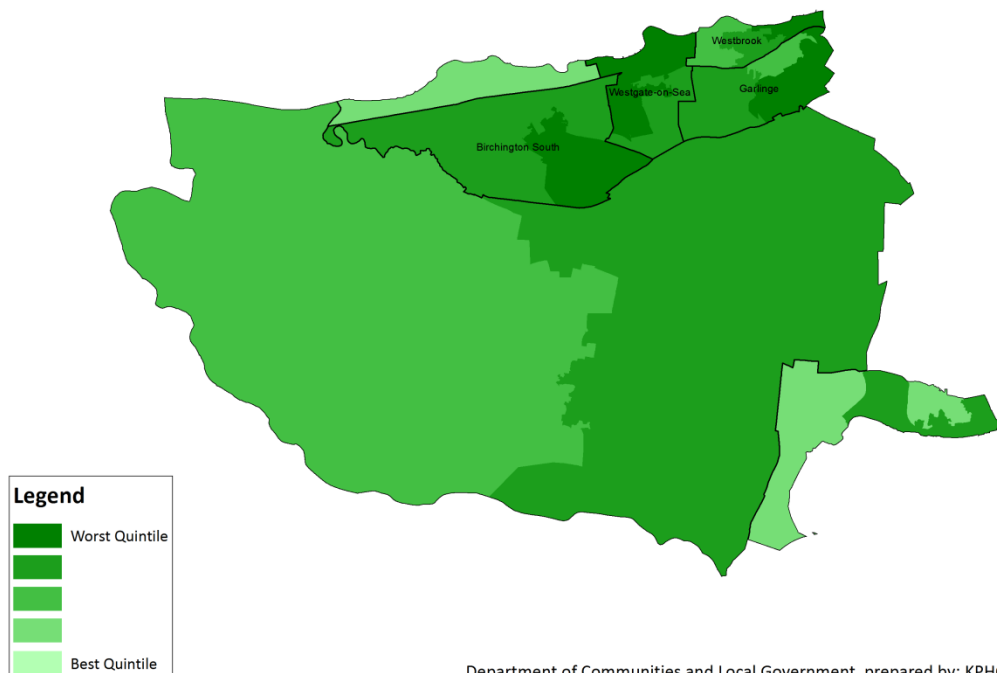 Westbrook
Westgate-on-Sea
Garlinge
Birchington South
Legend
Worst Quintile
Best Quintile
Department of Communities and Local Government, prepared by: